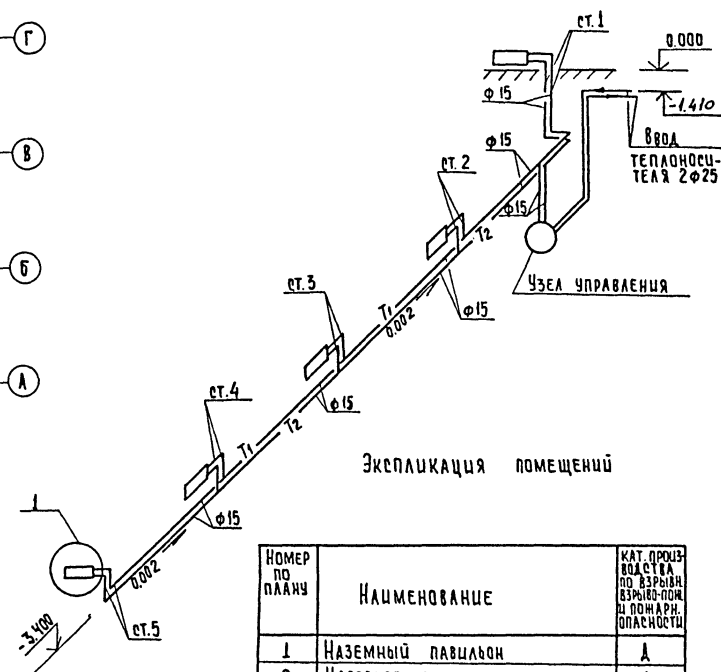 Г
ст.1
0.000
ф 15
-1.410
В
Ввод
теплоноси-
теля 2ф25
ф15
ст.2
ф15
Т2
Б
Узел управления
ст.3
Т1
0.002
ф15
А
ст.4
ф15
Т1
Т2
Экспликация помещений
1
ф15
0.002
ст.5
-3.400
Номер
по
плану
Наименование
Кат. произ-
водства
по взрывн.
взрыво-пож.
и пожарн.
опасности
1 Наземный павильон А